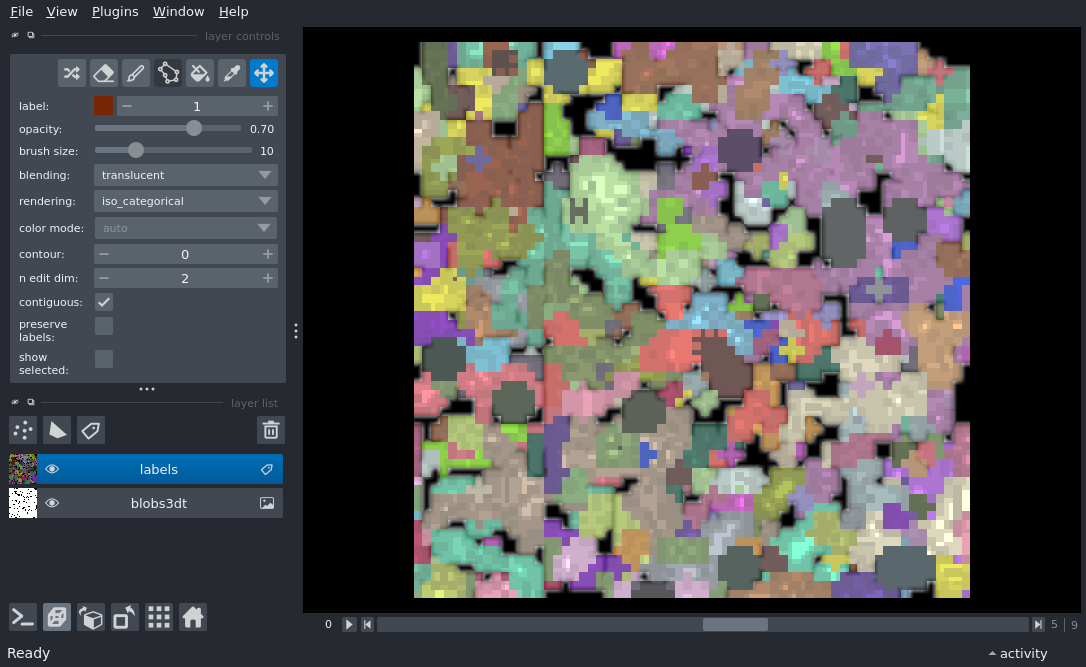 File View Plugins Window Help
layer controls
label: 1
opacity: 0.70
brush size: 10
blending: translucent
rendering: iso_categorical
color mode: auto
contour: 0
n edit dim: 2
contiguous:
preserve
labels:
show
selected:
layer list
labels
blobs3dt
0 5 9
Ready activity